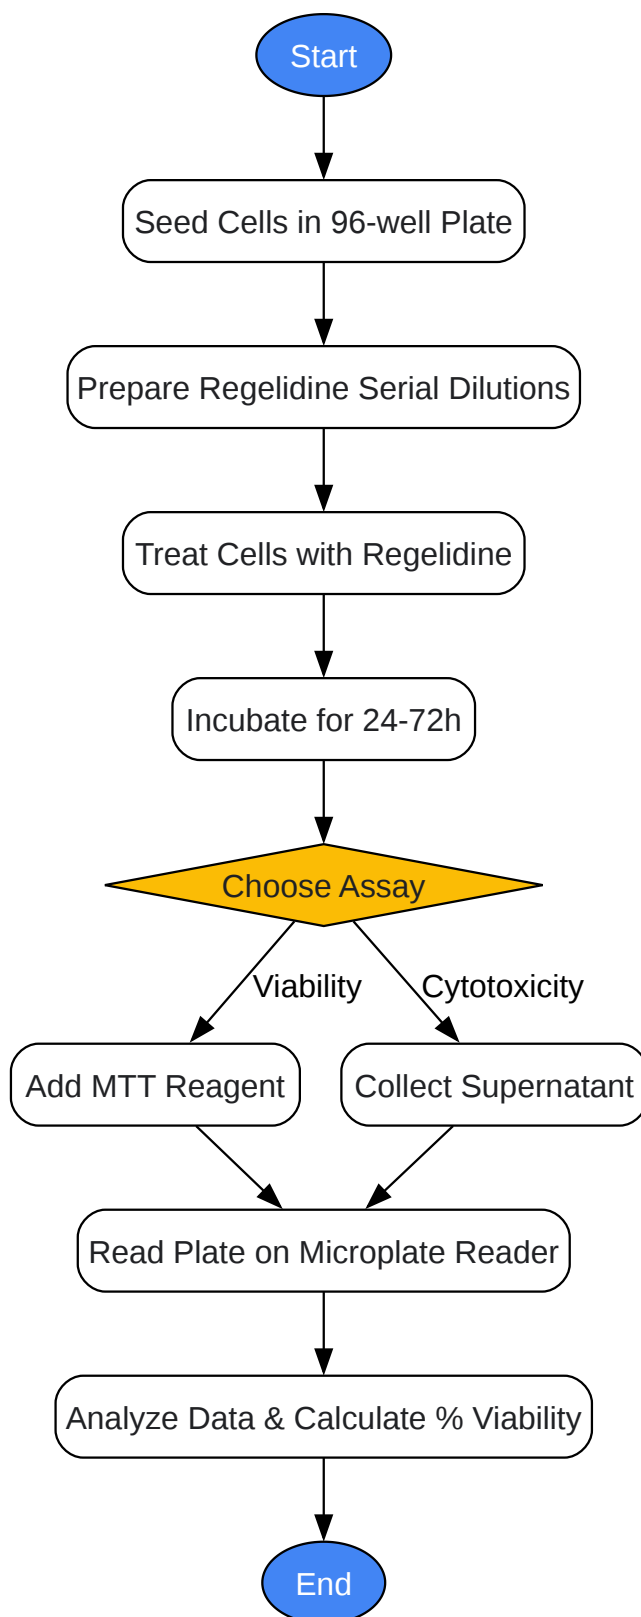 Start
Seed Cells in 96-well Plate
Prepare Regelidine Serial Dilutions
Treat Cells with Regelidine
Incubate for 24-72h
Choose Assay
Viability
Cytotoxicity
Add MTT Reagent
Collect Supernatant
Read Plate on Microplate Reader
Analyze Data & Calculate % Viability
End